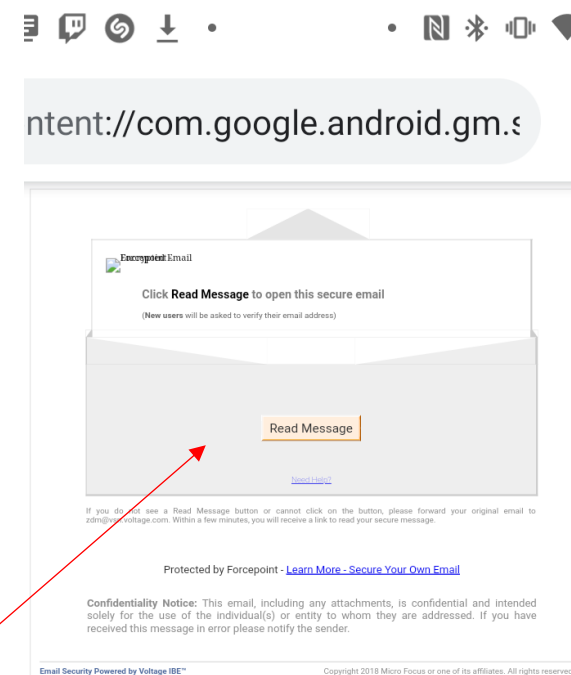 ntent://com.google.android.gm.s
Email
Click Read Message to open this secure email
(New users will be asked to verify their email address)
Read Message
Need Help?
If you do not see a Read Message button or cannot click on the button, please forward your original email to
zdm@vsn.voltage.com. Within a few minutes, you will receive a link to read your secure message.
Protected by Forcepoint - Learn More - Secure Your Own Email
Confidentiality Notice: This email, including any attachments, is confidential and intended
solely for the use of the individual(s) or entity to whom they are addressed. If you have
received this message in error please notify the sender.
Email Security Powered by Voltage IBE™
Copyright 2018 Micro Focus or one of its affiliates. All rights reserved